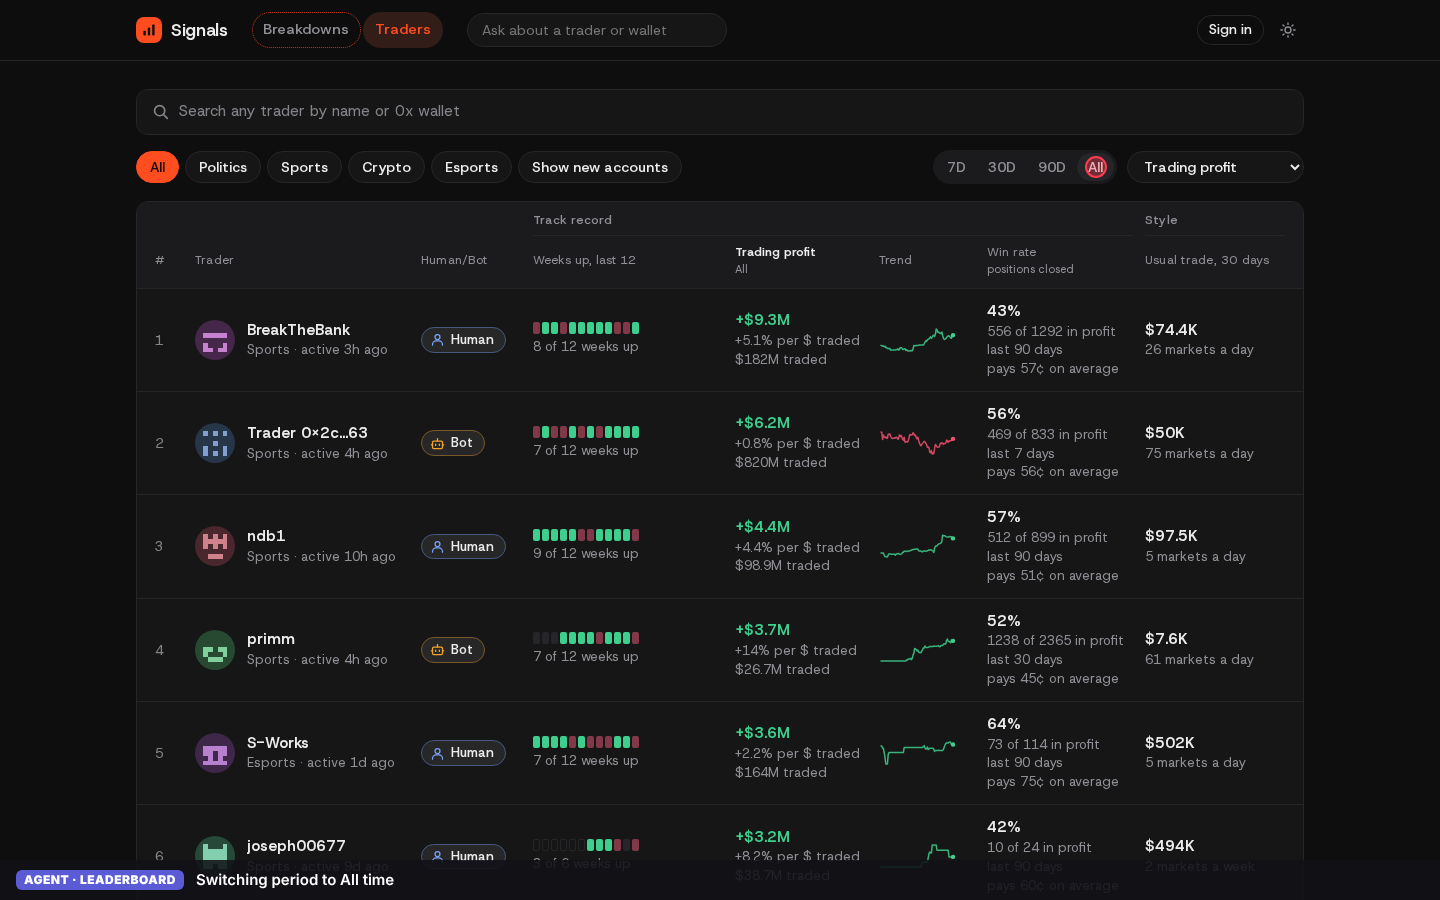 Signals
Breakdowns
Traders
Ask about a trader or wallet
Sign in
Search any trader by name or 0x wallet
All
Politics
Sports
Crypto
Esports
Show new accounts
7D
30D
90D
All
Trading profit
Track record
Style
#
Trader
Human/Bot
Weeks up, last 12
Trading profit
All
Trend
Win rate
positions closed
Usual trade, 30 days
1
BreakTheBank
Sports · active 3h ago
Human
8 of 12 weeks up
+$9.3M
+5.1% per $ traded
$182M traded
43%
556 of 1292 in profit
last 90 days
pays 57¢ on average
$74.4K
26 markets a day
2
Trader 0×2c…63
Sports · active 4h ago
Bot
7 of 12 weeks up
+$6.2M
+0.8% per $ traded
$820M traded
56%
469 of 833 in profit
last 7 days
pays 56¢ on average
$50K
75 markets a day
3
ndb1
Sports · active 10h ago
Human
9 of 12 weeks up
+$4.4M
+4.4% per $ traded
$98.9M traded
57%
512 of 899 in profit
last 90 days
pays 51¢ on average
$97.5K
5 markets a day
4
primm
Sports · active 4h ago
Bot
7 of 12 weeks up
+$3.7M
+14% per $ traded
$26.7M traded
52%
1238 of 2365 in profit
last 30 days
pays 45¢ on average
$7.6K
61 markets a day
5
S-Works
Esports · active 1d ago
Human
7 of 12 weeks up
+$3.6M
+2.2% per $ traded
$164M traded
64%
73 of 114 in profit
last 90 days
pays 75¢ on average
$502K
5 markets a day
6
joseph00677
Sports · active 9d ago
Human
3 of 6 weeks up
+$3.2M
+8.2% per $ traded
$38.7M traded
42%
10 of 24 in profit
last 90 days
pays 60¢ on average
$494K
2 markets a week
AGENT · LEADERBOARD
Switching period to All time